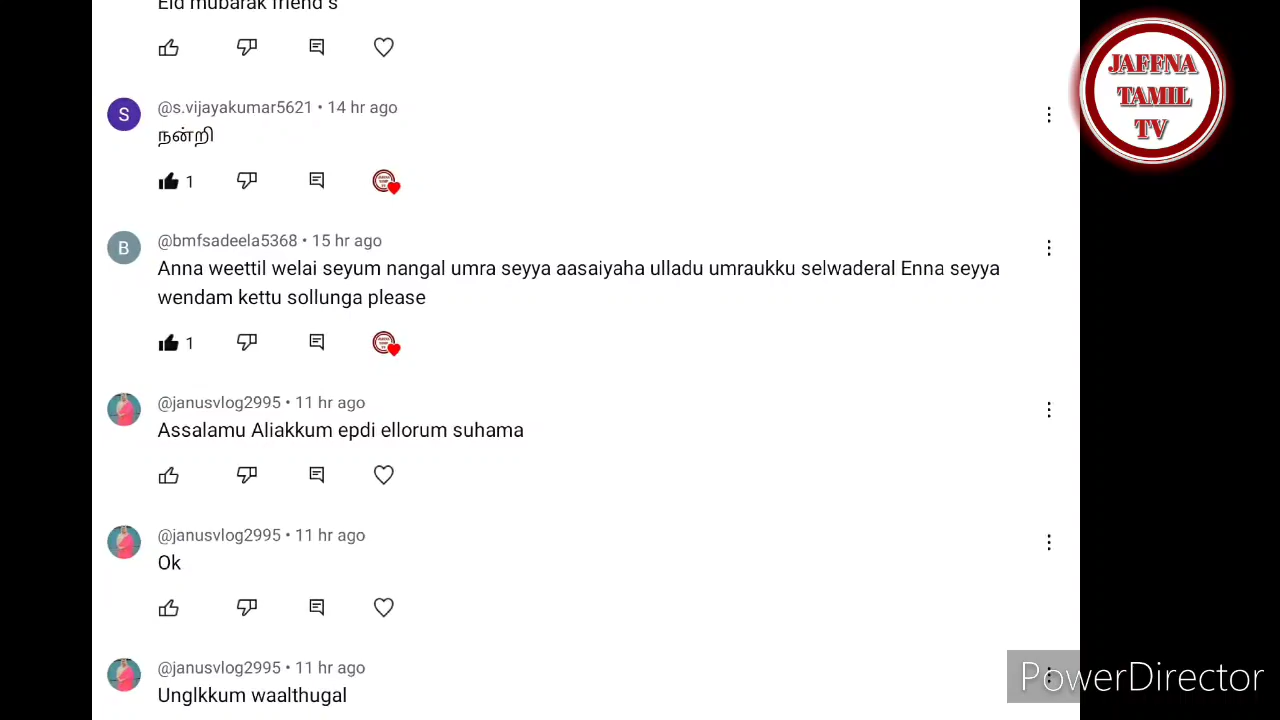 Eid mubarak friend's
JAFFNA
TAMIL
TV
S
@s.vijayakumar5621 • 14 hr ago
நன்றி
1
B
@bmfsadeela5368 • 15 hr ago
Anna weettil welai seyum nangal umra seyya aasaiyaha ulladu umraukku selwaderal Enna seyya
wendam kettu sollunga please
1
@janusvlog2995 • 11 hr ago
Assalamu Aliakkum epdi ellorum suhama
@janusvlog2995 • 11 hr ago
Ok
@janusvlog2995 • 11 hr ago
Unglkkum waalthugal
PowerDirector